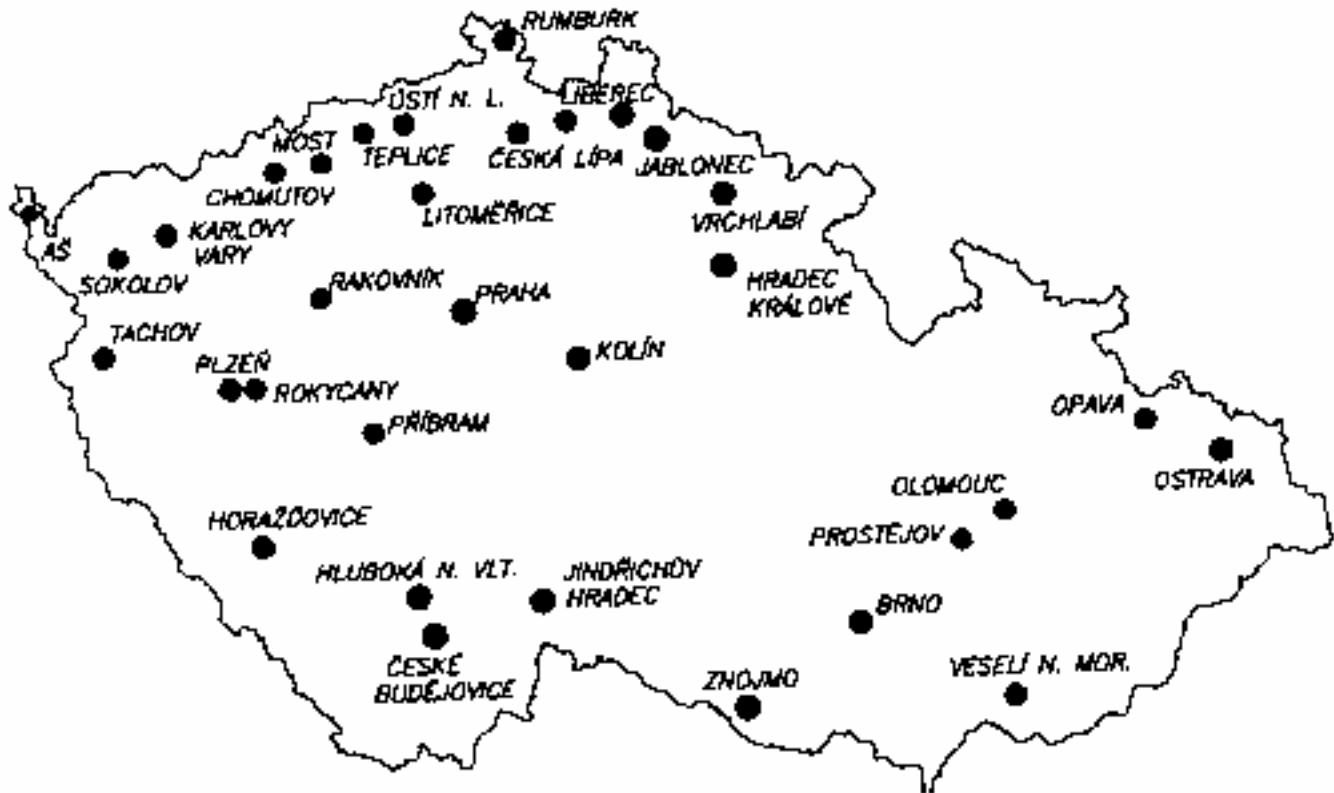 RUMBURK
ÚSTÍ N. L.
LIBEREC
MOST
TEPLICE
ČESKÁ LÍPA
JABLONEC
CHOMUTOV
LITOMĚŘICE
VRCHLABÍ
AŠ
KARLOVY
VARY
SOKOLOV
RAKOVNÍK
PRAHA
HRADEC
KRÁLOVÉ
TACHOV
PLZEŇ
KOLÍN
ROKYCANY
PŘÍBRAM
OPAVA
OSTRAVA
OLOMOUC
HORAŽĎOVICE
PROSTĚJOV
HLUBOKÁ N. VLT.
JINDŘICHŮV
HRADEC
BRNO
ČESKÉ
BUDĚJOVICE
ZNOJMO
VESELÍ N. MOR.